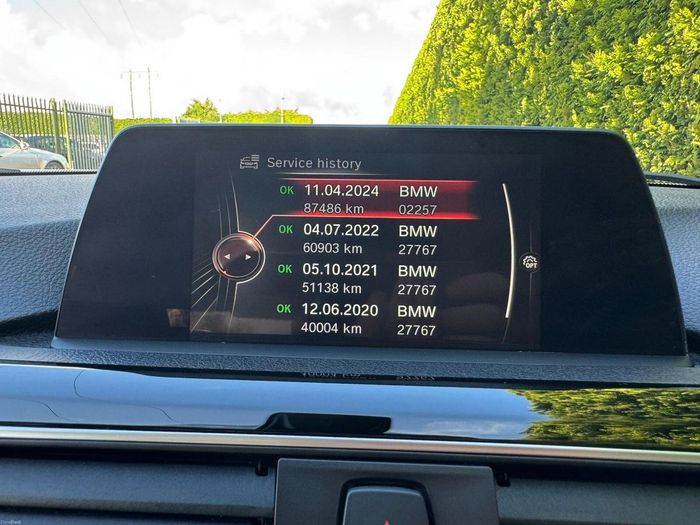 Service history
OK 11.04.2024 BMW
87486 km 02257
OK 04.07.2022 BMW
60903 km 27767
OK 05.10.2021 BMW
51138 km 27767
OK 12.06.2020 BMW
40004 km 27767
OPT